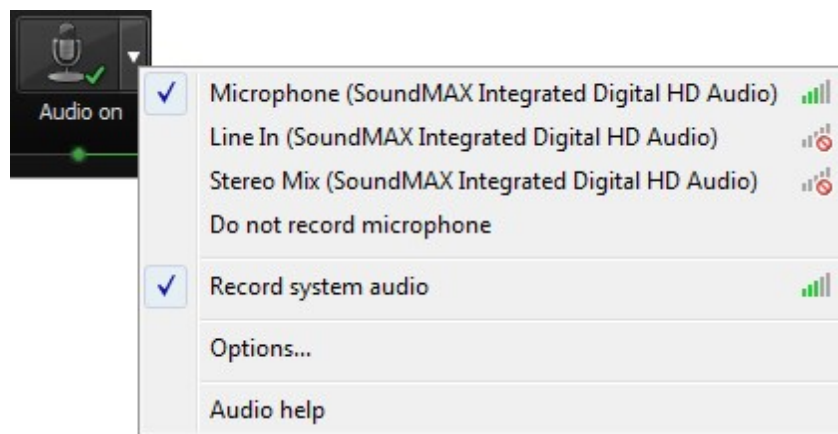 Audio on
Microphone (SoundMAX Integrated Digital HD Audio)
Line In (SoundMAX Integrated Digital HD Audio)
Stereo Mix (SoundMAX Integrated Digital HD Audio)
Do not record microphone
Record system audio
Options...
Audio help